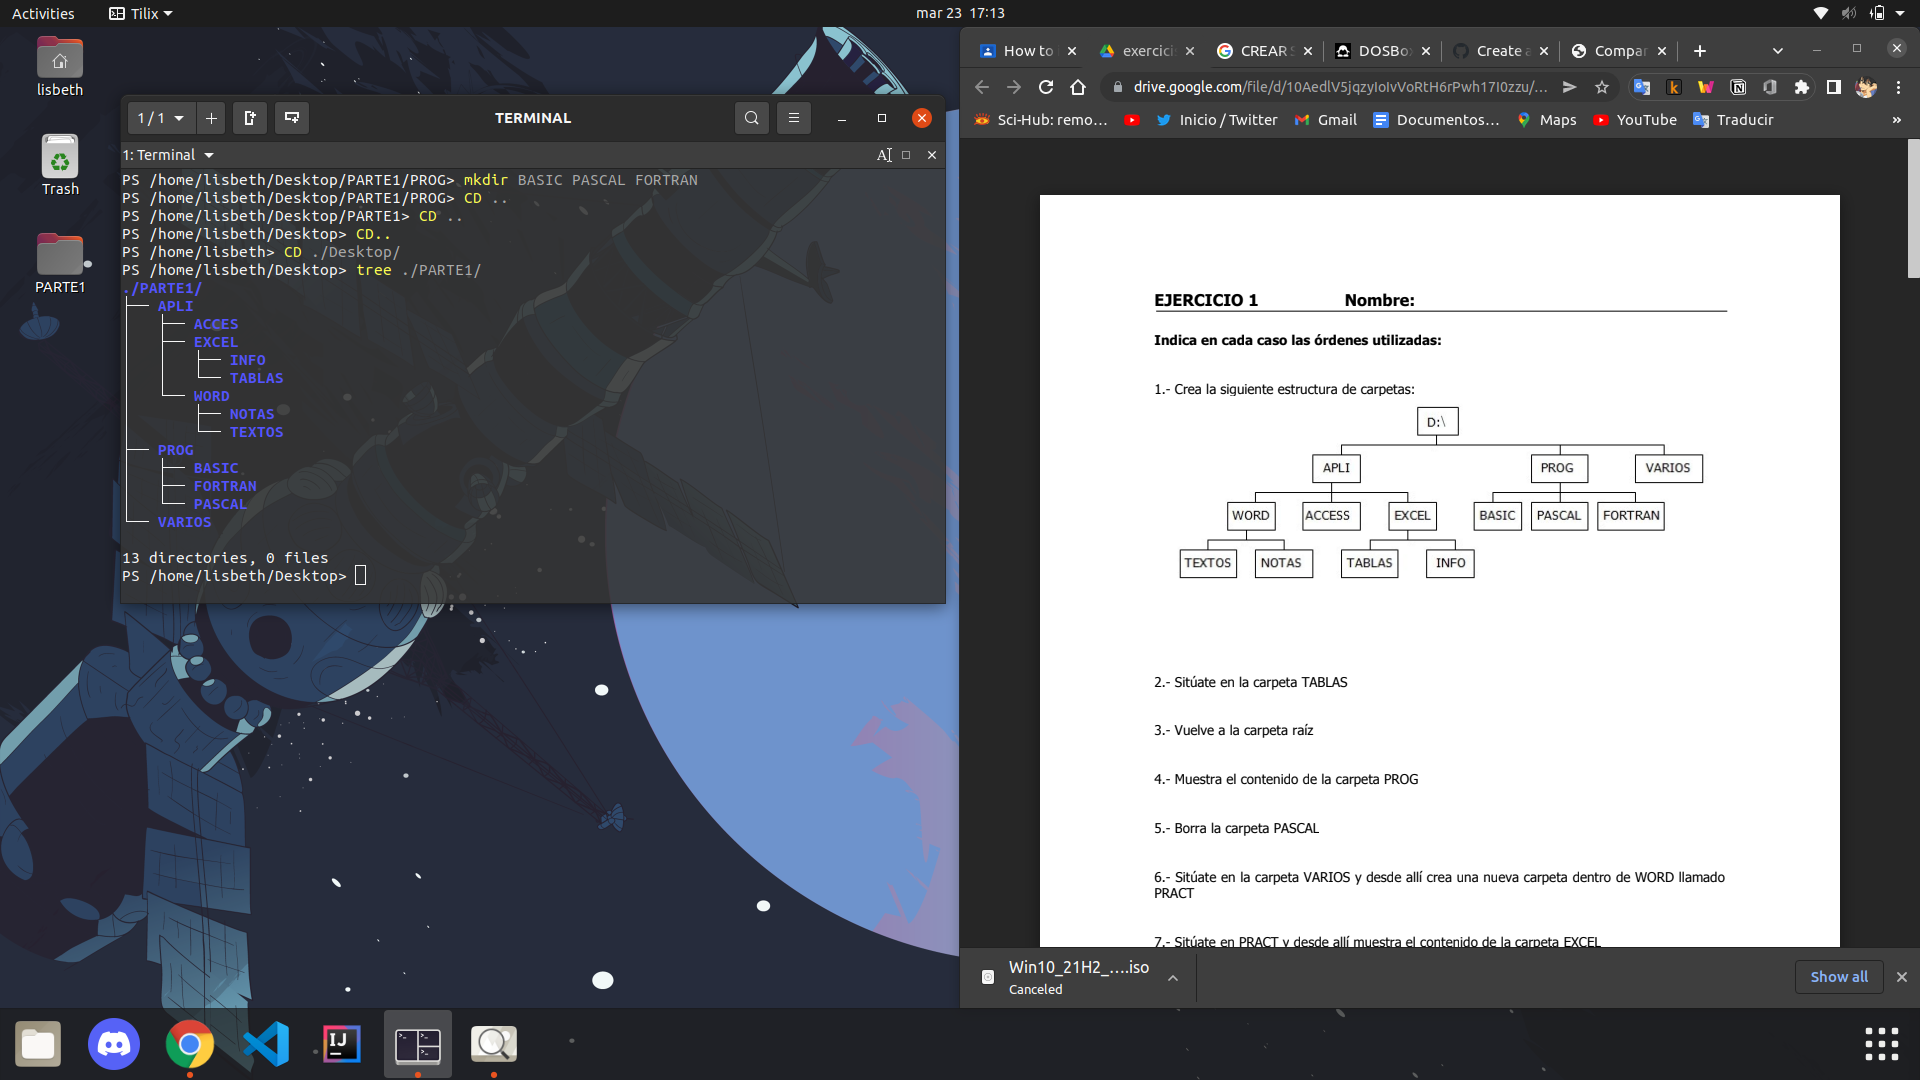 Activities
Tilix
mar 23 17:13
lisbeth
Trash
PARTE1
1 / 1
TERMINAL
1: Terminal
PS /home/lisbeth/Desktop/PARTE1/PROG> mkdir BASIC PASCAL FORTRAN
PS /home/lisbeth/Desktop/PARTE1/PROG> CD ..
PS /home/lisbeth/Desktop/PARTE1> CD ..
PS /home/lisbeth/Desktop> CD..
PS /home/lisbeth> CD ./Desktop/
PS /home/lisbeth/Desktop> tree ./PARTE1/
./PARTE1/
APLI
ACCES
EXCEL
INFO
TABLAS
WORD
NOTAS
TEXTOS
PROG
BASIC
FORTRAN
PASCAL
VARIOS
13 directories, 0 files
PS /home/lisbeth/Desktop>
How to
exercici
CREAR
DOSBo
Create a
Compar
drive.google.com/file/d/10AedlV5jqzyIoIvVoRtH6rPwh17I0zzu/...
Sci-Hub: remo...
Inicio / Twitter
Gmail
Documentos...
Maps
YouTube
Traducir
»
EJERCICIO 1 Nombre:
Indica en cada caso las órdenes utilizadas:
1.- Crea la siguiente estructura de carpetas:
D:\
APLI PROG VARIOS
WORD ACCESS EXCEL BASIC PASCAL FORTRAN
TEXTOS NOTAS TABLAS INFO
2.- Sitúate en la carpeta TABLAS
3.- Vuelve a la carpeta raíz
4.- Muestra el contenido de la carpeta PROG
5.- Borra la carpeta PASCAL
6.- Sitúate en la carpeta VARIOS y desde allí crea una nueva carpeta dentro de WORD llamado
PRACT
7.- Sitúate en PRACT y desde allí muestra el contenido de la carpeta EXCEL
Win10_21H2_....iso
Canceled
Show all